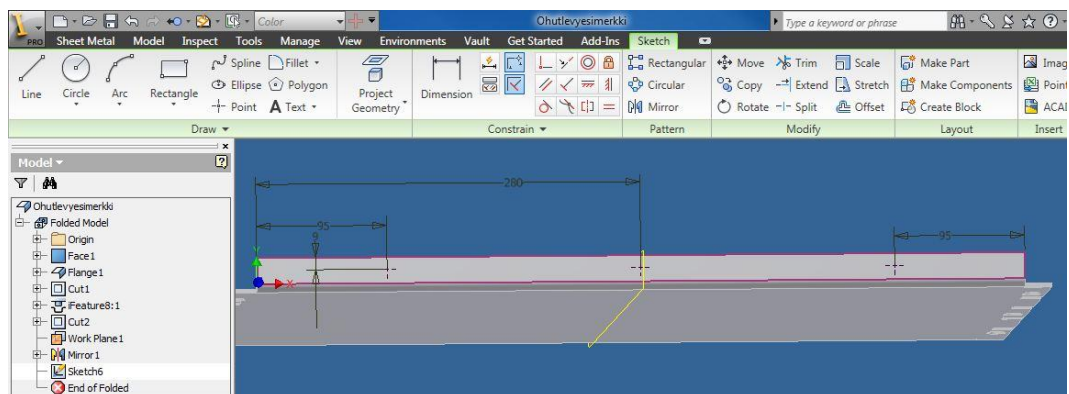 Color
Ohutlevyesimerkki
Type a keyword or phrase
PRO Sheet Metal Model Inspect Tools Manage View Environments Vault Get Started Add-Ins Sketch
Line Circle Arc Rectangle
Spline Fillet
Ellipse Polygon
Point A Text
Project Geometry
Dimension
Rectangular
Circular
Mirror
Move Trim Scale
Copy Extend Stretch
Rotate Split Offset
Make Part
Make Components
Create Block
Imag
Point
ACA
Draw Constrain Pattern Modify Layout Insert
Model
Ohutlevyesimerkki
Folded Model
Origin
Face1
Flange1
Cut1
iFeature8:1
Cut2
Work Plane1
Mirror1
Sketch6
End of Folded
280
95
9
95
Y
X